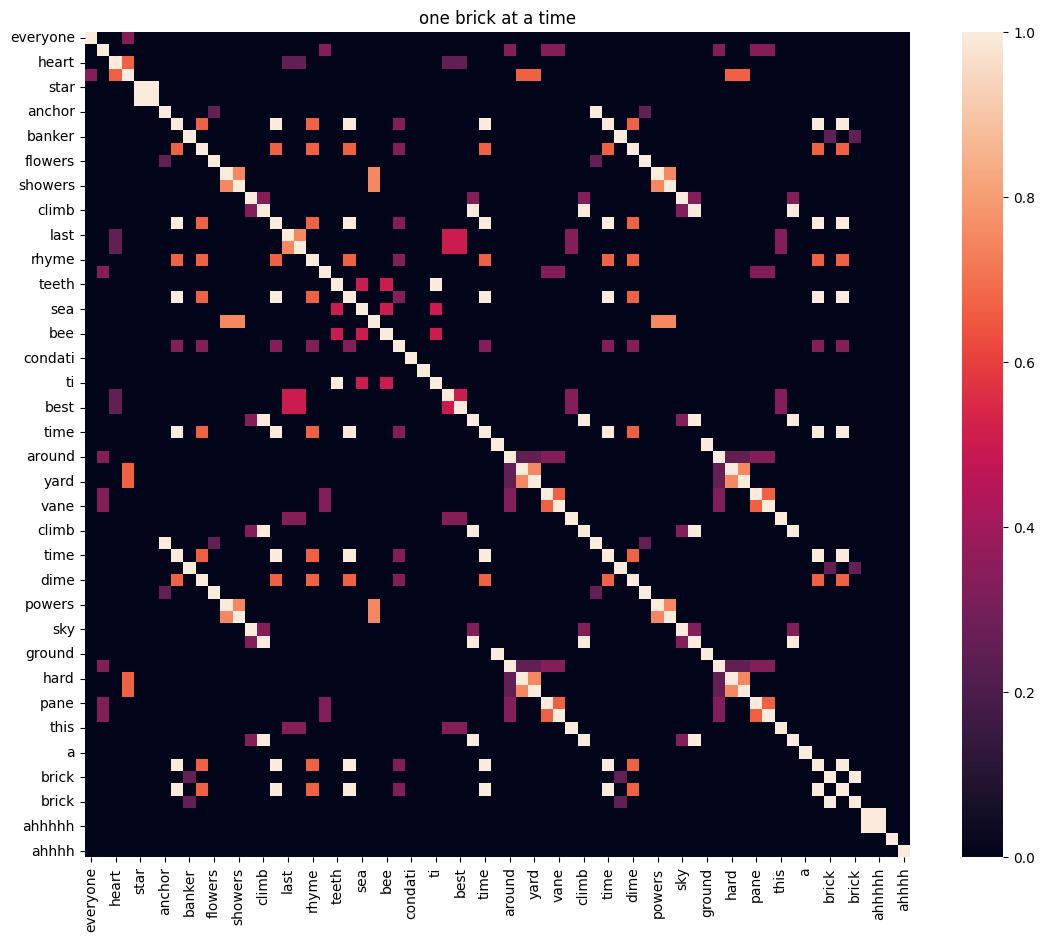 one brick at a time
everyone
heart
star
anchor
banker
flowers
showers
climb
last
rhyme
teeth
sea
bee
condati
ti
best
time
around
yard
vane
climb
time
dime
powers
sky
ground
hard
pane
this
a
brick
brick
ahhhhh
ahhhh
everyone
heart
star
anchor
banker
flowers
showers
climb
last
rhyme
teeth
sea
bee
condati
ti
best
time
around
yard
vane
climb
time
dime
powers
sky
ground
hard
pane
this
a
brick
brick
ahhhhh
ahhhh
1.0
0.8
0.6
0.4
0.2
0.0